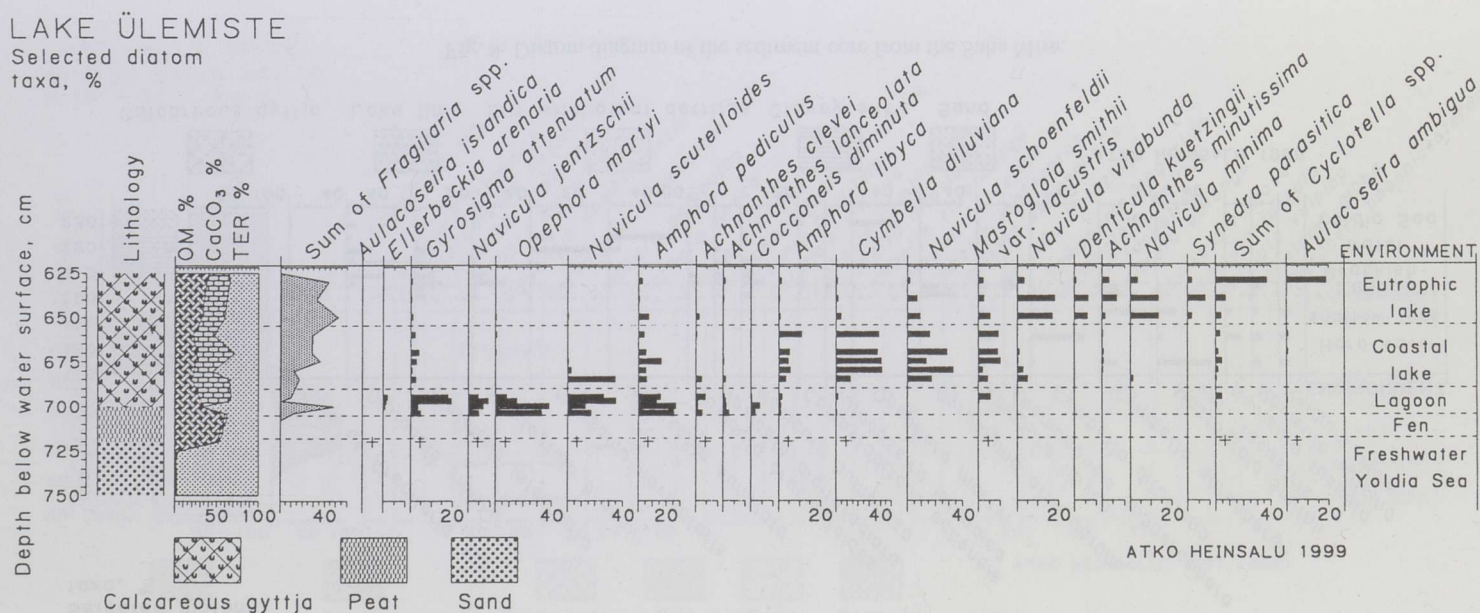 LAKE ÜLEMISTE
Selected diatom
taxa, %
Depth below water surface, cm
Lithology
OM %
CaCO₃ %
TER %
Sum of Fragilaria spp.
Aulacoseira islandica
Ellerbeckia arenaria
Gyrosigma attenuatum
Navicula jentzschii
Opephora martyi
Navicula scutelloides
Amphora pediculus
Achnanthes clevei
Achnanthes lanceolata
Cocconeis diminuta
Amphora libyca
Cymbella diluviana
Navicula schoenfeldii
Mastogloia smithii
var. lacustris
Navicula vitabunda
Denticula kuetzingii
Achnanthes minutissima
Navicula minima
Synedra parasitica
Sum of Cyclotella spp.
Aulacoseira ambigua
ENVIRONMENT
625
650
675
700
725
750
Eutrophic
lake
Coastal
lake
Lagoon
Fen
Freshwater
Yoldia Sea
50 100 40 20 40 40 20 20 40 40 20 20 20 40 20
ATKO HEINSALU 1999
Calcareous gyttja Peat Sand